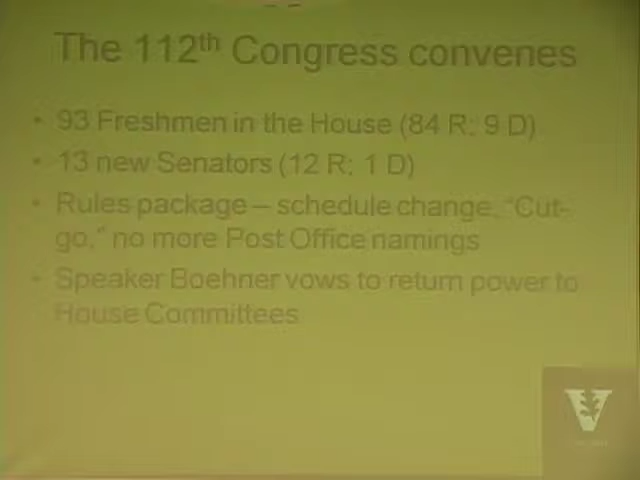 The 112th Congress convenes
• 93 Freshmen in the House (84 R; 9 D)
• 13 new Senators (12 R; 1 D)
• Rules package – schedule change, "Cut-
go," no more Post Office namings
• Speaker Boehner vows to return power to
House Committees
V